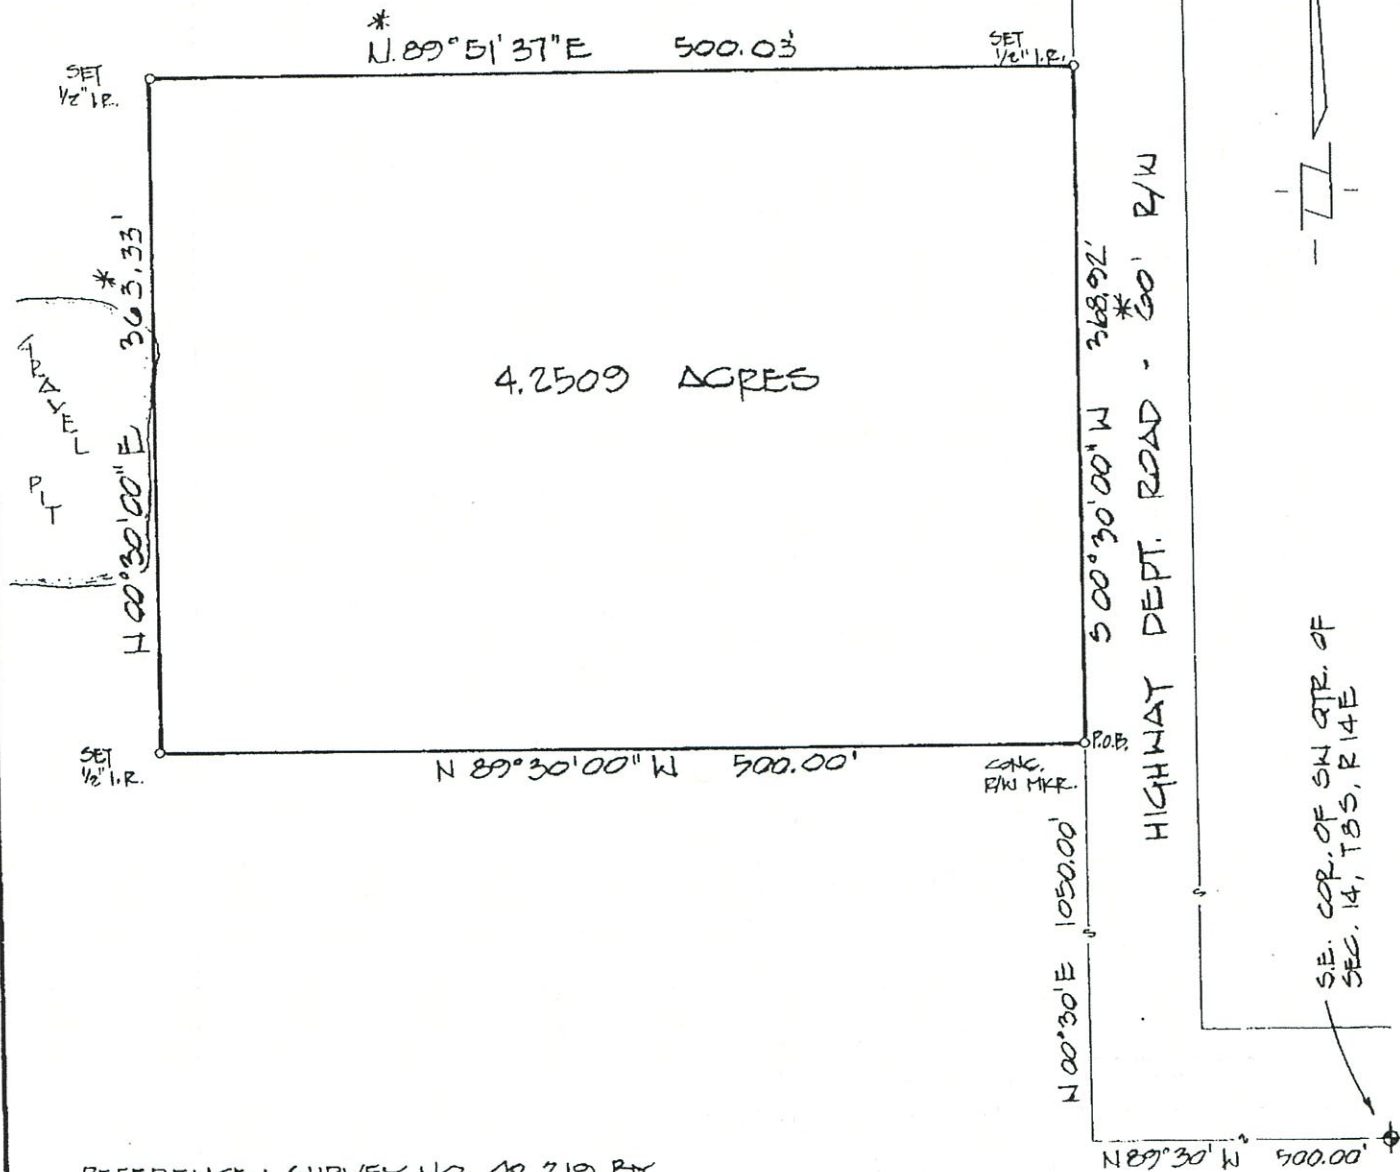 *
N. 89°51'37"E 500.03'
SET
1/2" I.R.
SET
1/2" I.R.
N 00°30'00"E 363.33'
*
GRAVEL
PIT
4.2509 ACRES
S 00°30'00"W 368.92'
*
HIGHWAY DEPT. ROAD - 60' R/W
SET
1/2" I.R.
N 89°30'00"W 500.00'
CONC.
R/W MKR.
P.O.B.
N 00°30'E 1050.00'
S.E. COR. OF SW QTR. OF
SEC. 14, T8S, R14E
N 89°30'W 500.00'
SURVEY NO.